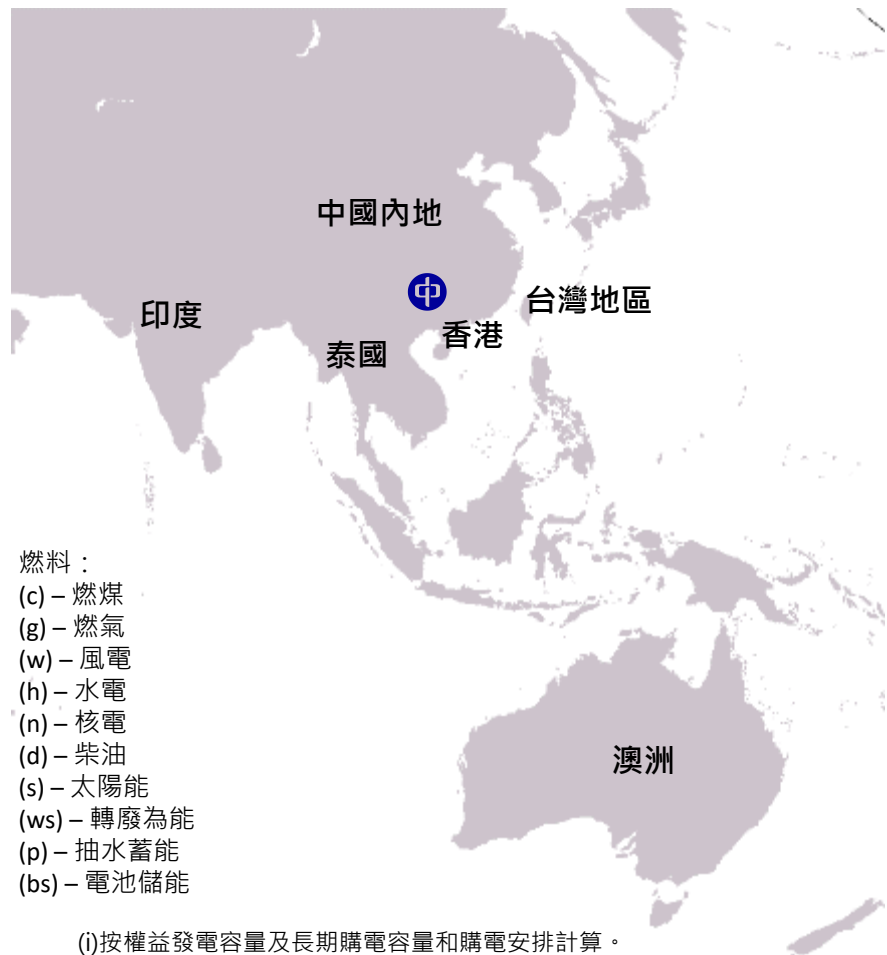 中國內地
印度
台灣地區
香港
泰國
燃料：
(c) – 燃煤
(g) – 燃氣
(w) – 風電
(h) – 水電
(n) – 核電
(d) – 柴油
(s) – 太陽能
(ws) – 轉廢為能
(p) – 抽水蓄能
(bs) – 電池儲能
澳洲
(i)按權益發電容量及長期購電容量和購電安排計算。